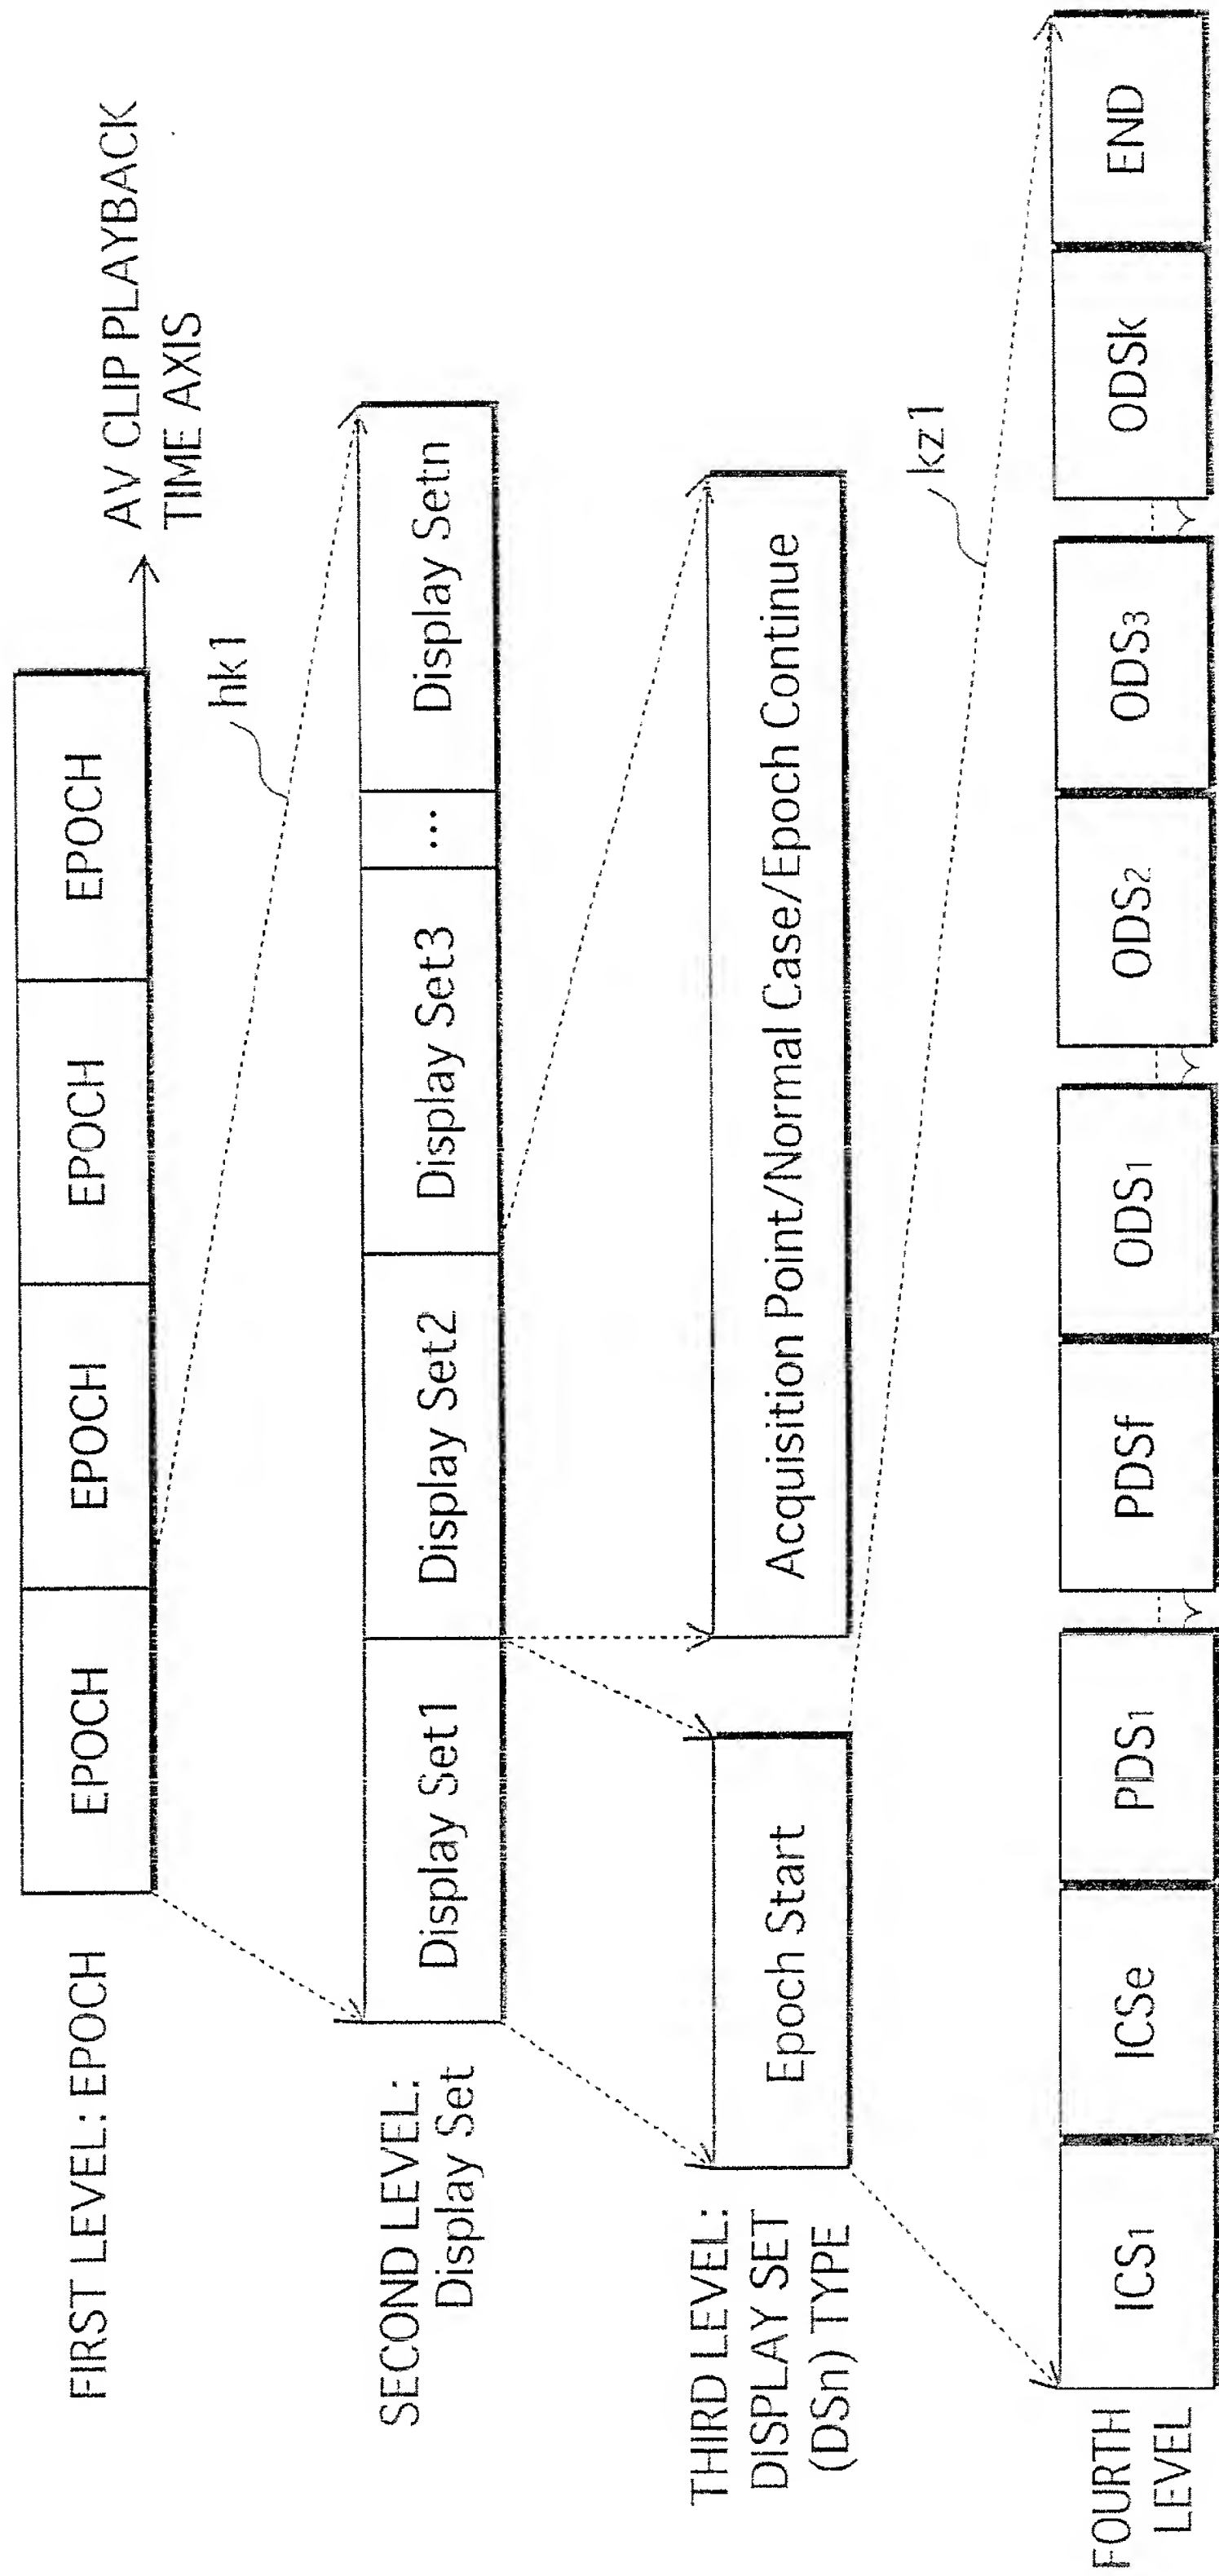 FIRST LEVEL: EPOCH
EPOCH
EPOCH
EPOCH
EPOCH
AV CLIP PLAYBACK
TIME AXIS
hk1
SECOND LEVEL:
Display Set
Display Set1
Display Set2
Display Set3
...
Display Setn
THIRD LEVEL:
DISPLAY SET
(DSn) TYPE
Epoch Start
Acquisition Point/Normal Case/Epoch Continue
kz1
FOURTH
LEVEL
ICS1
ICSe
PDS1
PDSf
ODS1
ODS2
ODS3
ODSk
END